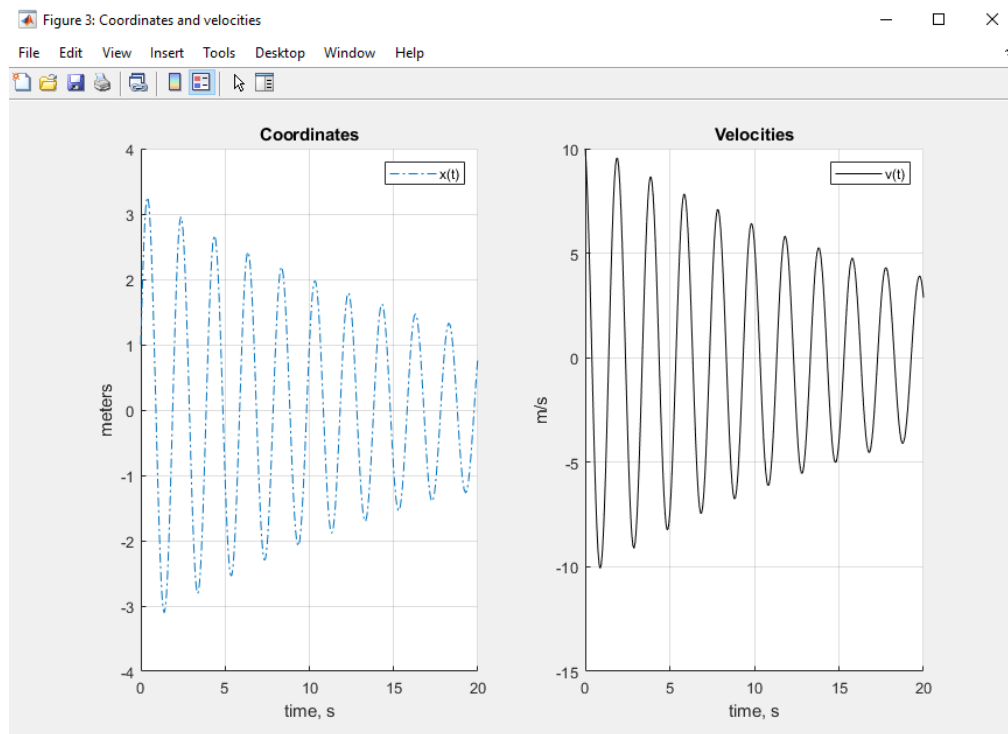 Figure 3: Coordinates and velocities
File Edit View Insert Tools Desktop Window Help
Coordinates
x(t)
4
3
2
1
0
-1
-2
-3
-4
meters
0 5 10 15 20
time, s
Velocities
v(t)
10
5
0
-5
-10
-15
m/s
0 5 10 15 20
time, s